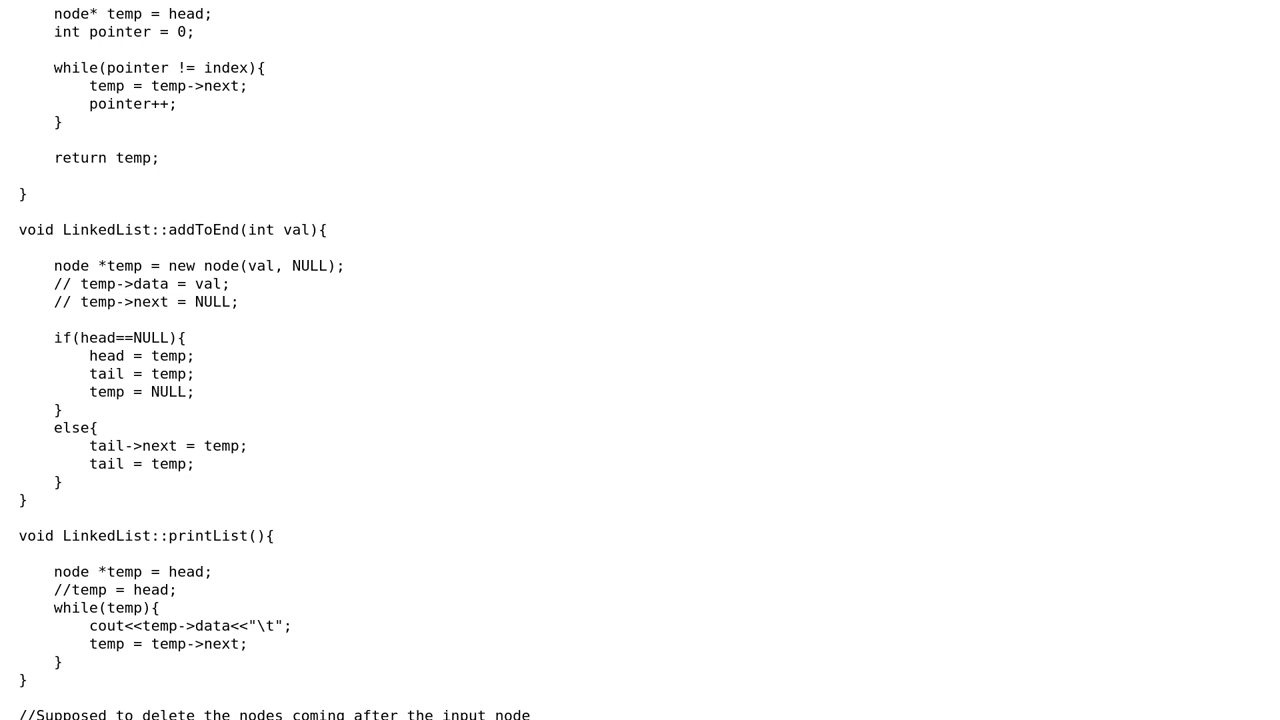 node* temp = head;
    int pointer = 0;

    while(pointer != index){
        temp = temp->next;
        pointer++;
    }

    return temp;

}

void LinkedList::addToEnd(int val){

    node *temp = new node(val, NULL);
    // temp->data = val;
    // temp->next = NULL;

    if(head==NULL){
        head = temp;
        tail = temp;
        temp = NULL;
    }
    else{
        tail->next = temp;
        tail = temp;
    }
}

void LinkedList::printList(){

    node *temp = head;
    //temp = head;
    while(temp){
        cout<<temp->data<<"\t";
        temp = temp->next;
    }
}

//Supposed to delete the nodes coming after the input node